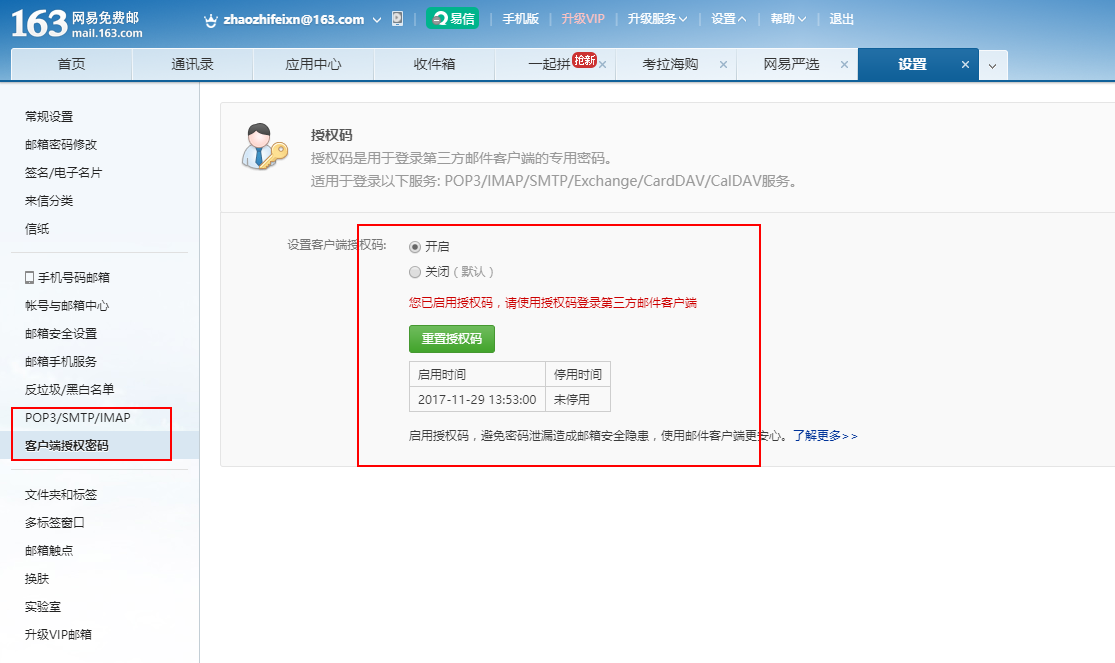 163 网易免费邮
mail.163.com
zhaozhifeixn@163.com
易信
手机版
升级VIP
升级服务
设置
帮助
退出
首页
通讯录
应用中心
收件箱
一起拼 抢新
考拉海购
网易严选
设置
常规设置
邮箱密码修改
签名/电子名片
来信分类
信纸
手机号码邮箱
帐号与邮箱中心
邮箱安全设置
邮箱手机服务
反垃圾/黑白名单
POP3/SMTP/IMAP
客户端授权密码
文件夹和标签
多标签窗口
邮箱触点
换肤
实验室
升级VIP邮箱
授权码
授权码是用于登录第三方邮件客户端的专用密码。
适用于登录以下服务: POP3/IMAP/SMTP/Exchange/CardDAV/CalDAV服务。
设置客户端授权码: 开启
关闭 ( 默认 )
您已启用授权码，请使用授权码登录第三方邮件客户端
重置授权码
启用时间 停用时间
2017-11-29 13:53:00 未停用
启用授权码，避免密码泄漏造成邮箱安全隐患，使用邮件客户端更安心。了解更多>>